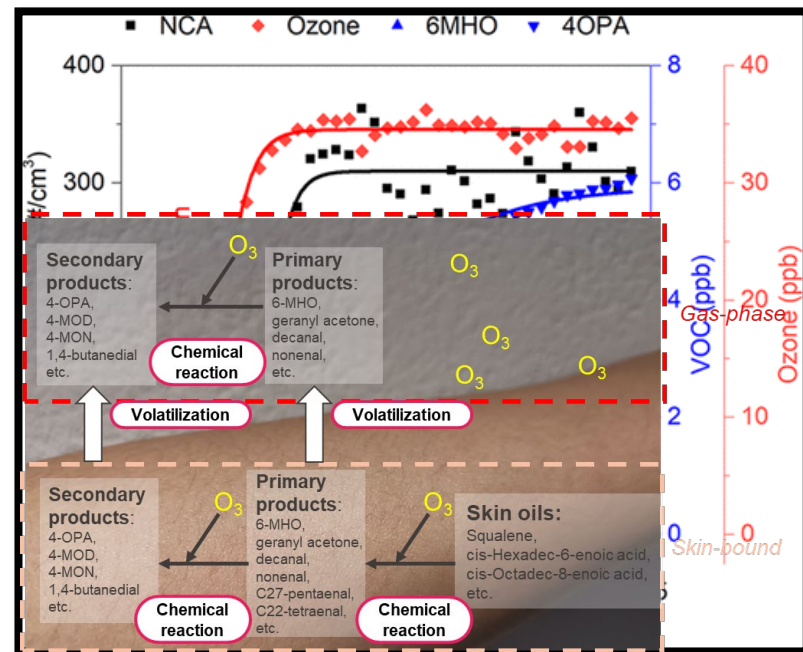 NCA Ozone 6MHO 4OPA
400
300
#/cm³)
8
6
4
2
0
VOC (ppb)
40
30
20
10
0
Ozone (ppb)
Gas-phase
Skin-bound
O₃
Secondary
products:
4-OPA,
4-MOD,
4-MON,
1,4-butanedial
etc.
Primary
products:
6-MHO,
geranyl acetone,
decanal,
nonenal,
etc.
O₃
O₃
O₃
O₃
Chemical
reaction
Volatilization
Volatilization
Secondary
products:
4-OPA,
4-MOD,
4-MON,
1,4-butanedial
etc.
O₃
Primary
products:
6-MHO,
geranyl acetone,
decanal,
nonenal,
C27-pentaenal,
C22-tetraenal,
etc.
O₃
Skin oils:
Squalene,
cis-Hexadec-6-enoic acid,
cis-Octadec-8-enoic acid,
etc.
Chemical
reaction
Chemical
reaction